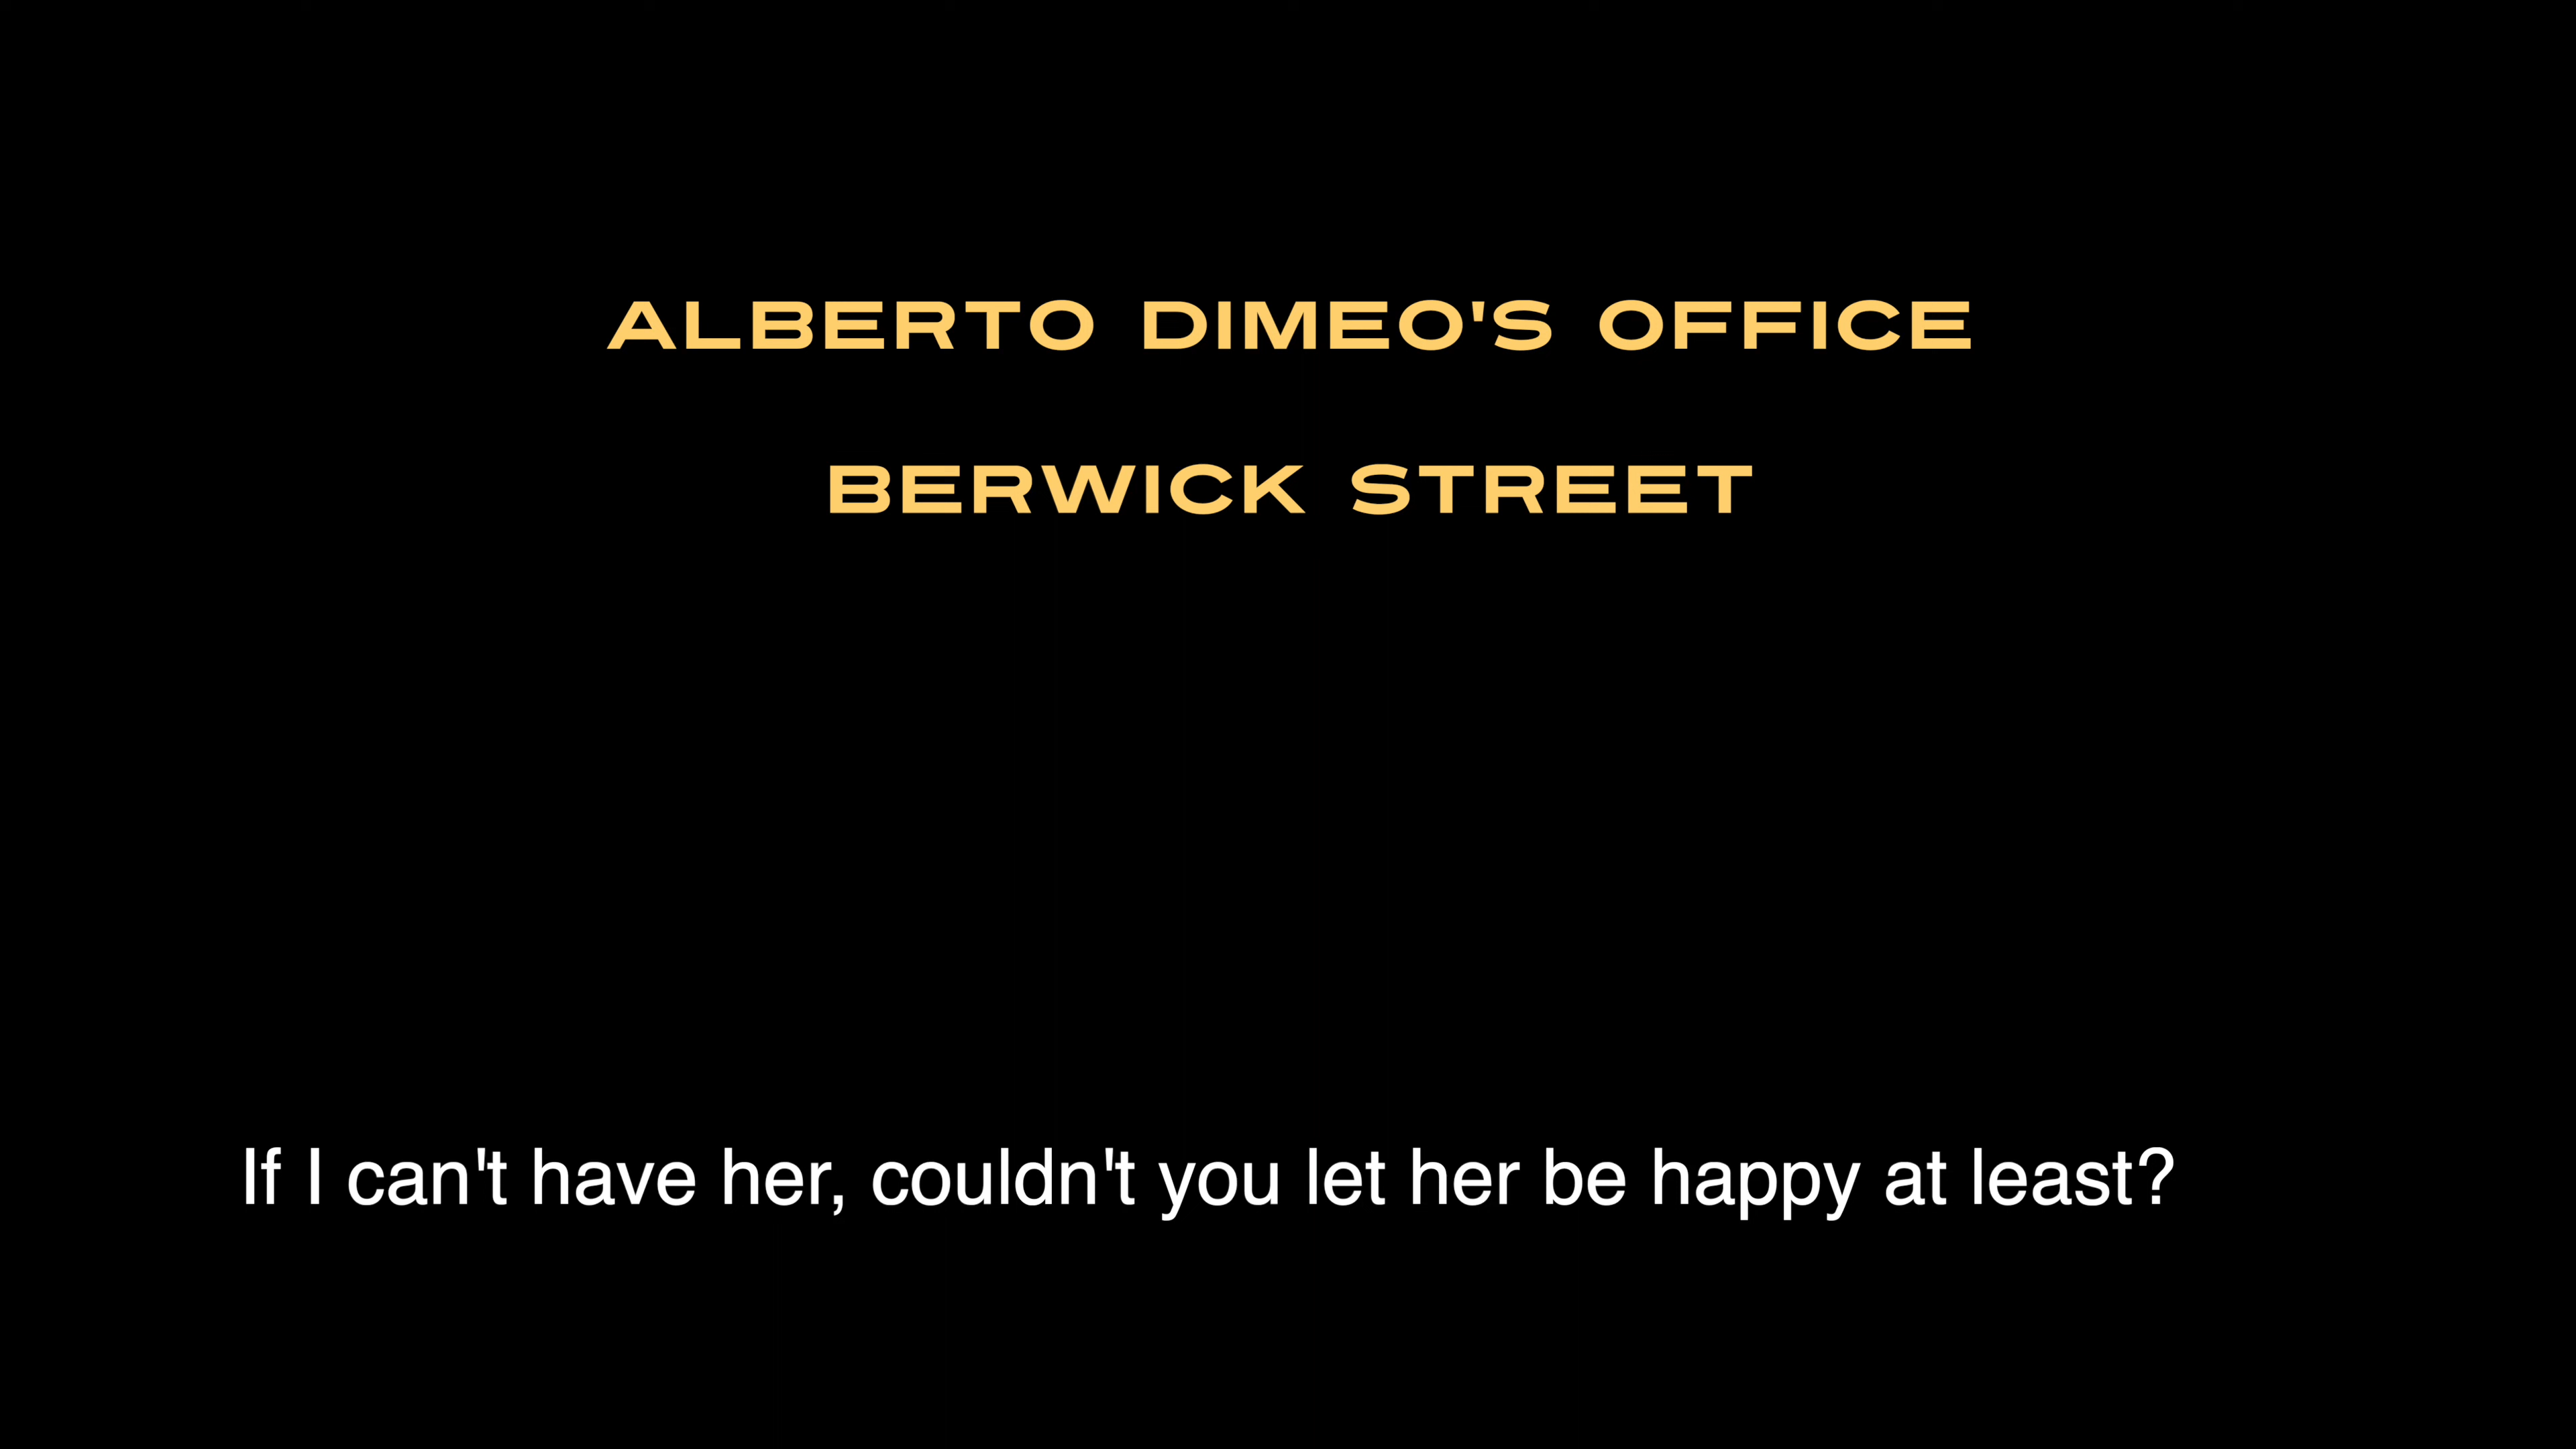 ALBERTO DIMEO'S OFFICE
BERWICK STREET
If I can't have her, couldn't you let her be happy at least?